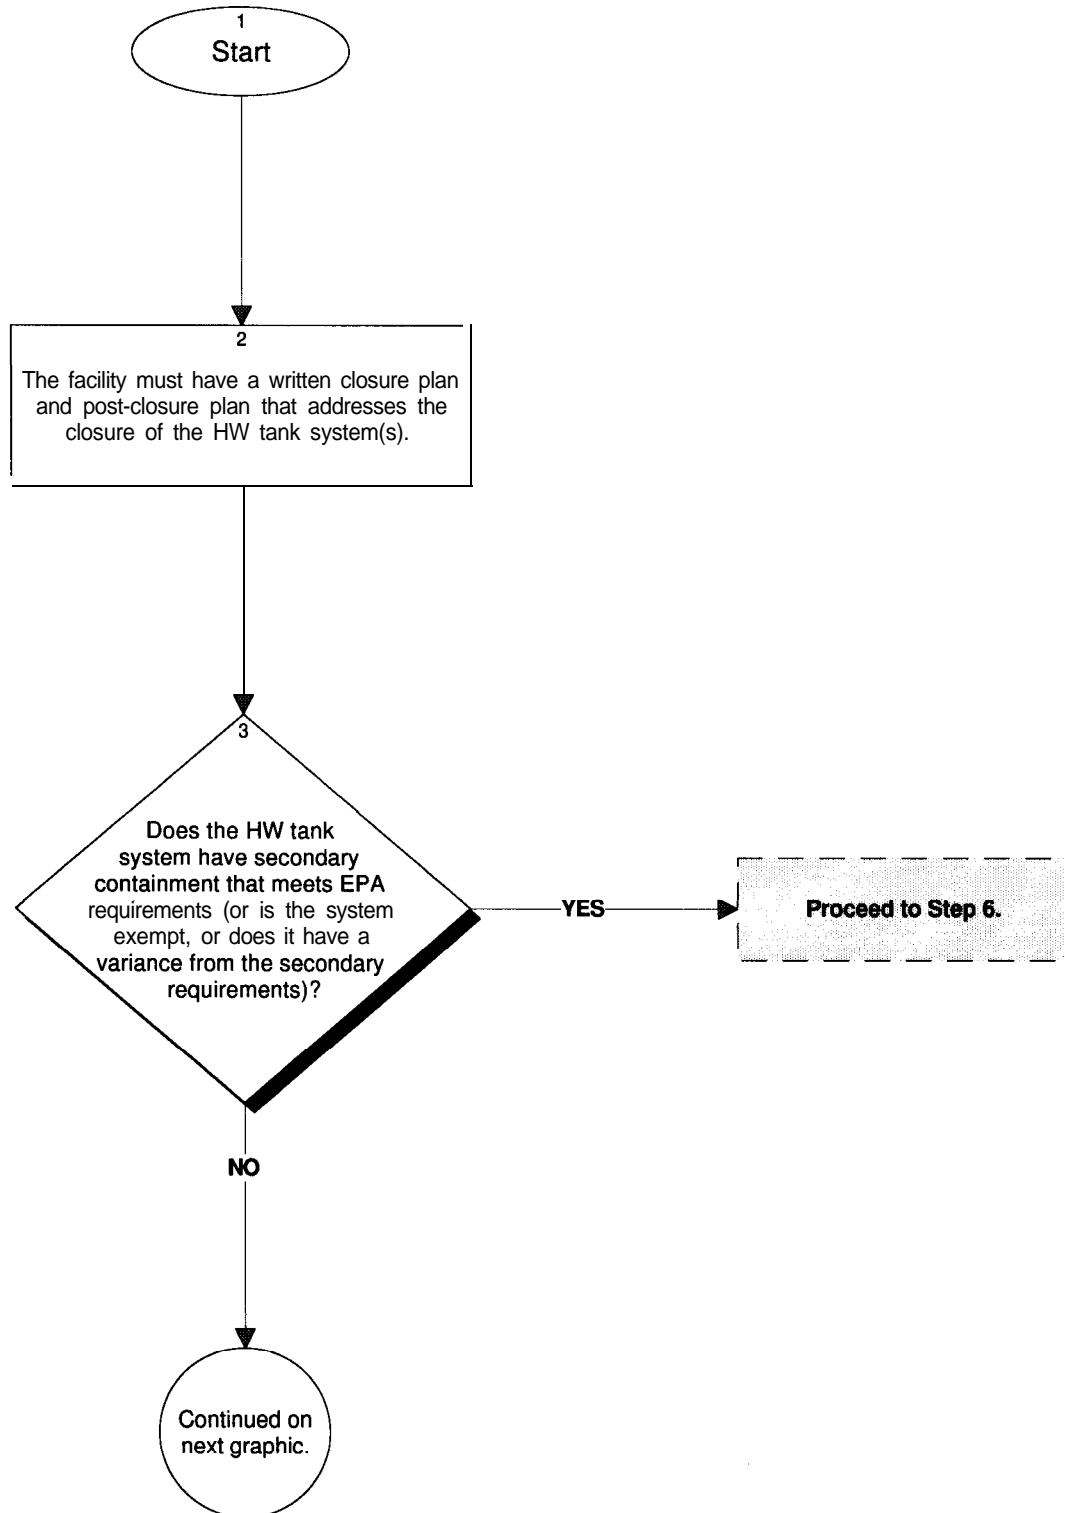 1
Start
2
The facility must have a written closure plan
and post-closure plan that addresses the
closure of the HW tank system(s).
3
Does the HW tank
system have secondary
containment that meets EPA
requirements (or is the system
exempt, or does it have a
variance from the secondary
requirements)?
YES
Proceed to Step 6.
NO
Continued on
next graphic.